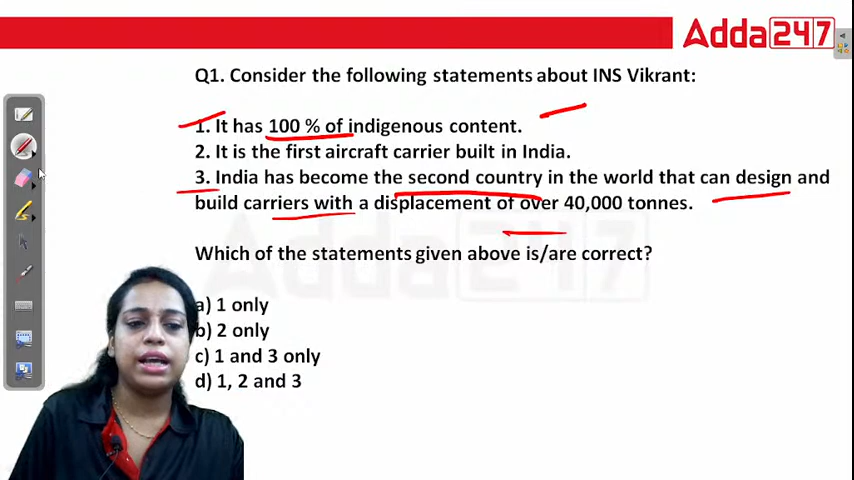 Adda247
Q1. Consider the following statements about INS Vikrant:
1. It has 100 % of indigenous content.
2. It is the first aircraft carrier built in India.
3. India has become the second country in the world that can design and
build carriers with a displacement of over 40,000 tonnes.
Which of the statements given above is/are correct?
a) 1 only
b) 2 only
c) 1 and 3 only
d) 1, 2 and 3